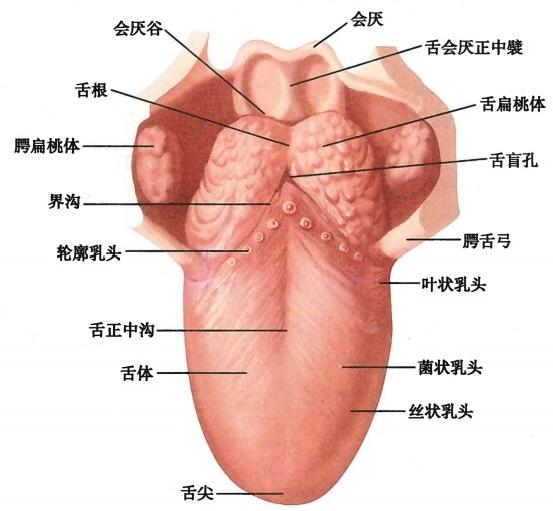 会厌
会厌谷
舌会厌正中襞
舌根
舌扁桃体
腭扁桃体
舌盲孔
界沟
腭舌弓
轮廓乳头
叶状乳头
舌正中沟
舌体
菌状乳头
丝状乳头
舌尖